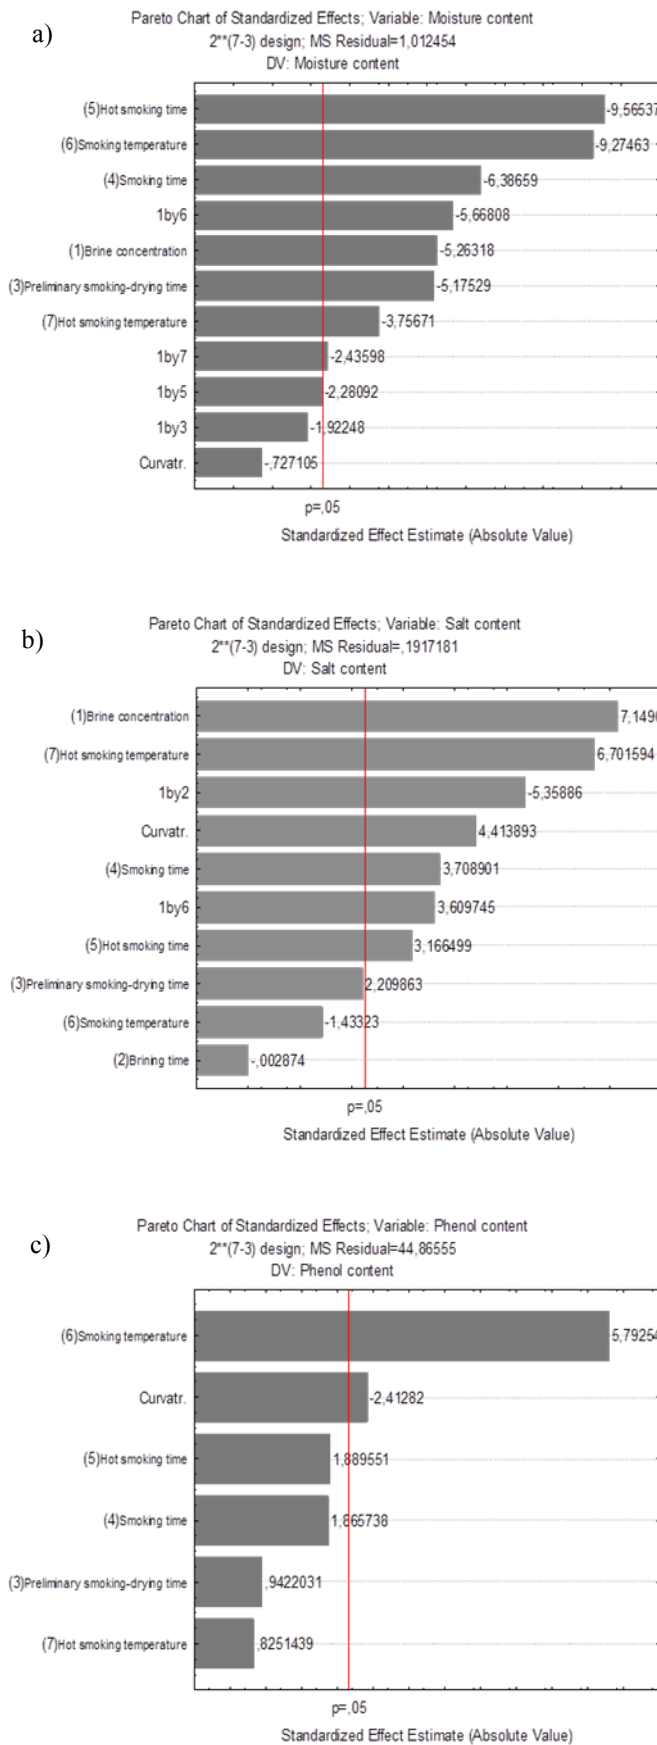 a)
Pareto Chart of Standardized Effects; Variable: Moisture content
2**(7-3) design; MS Residual=1,012454
DV: Moisture content
(5)Hot smoking time
-9,56537
(6)Smoking temperature
-9,27463
(4)Smoking time
-6,38659
1by6
-5,66808
(1)Brine concentration
-5,26318
(3)Preliminary smoking-drying time
-5,17529
(7)Hot smoking temperature
-3,75671
1by7
-2,43598
1by5
-2,28092
1by3
-1,92248
Curvatr.
-,727105
p=,05
Standardized Effect Estimate (Absolute Value)
b)
Pareto Chart of Standardized Effects; Variable: Salt content
2**(7-3) design; MS Residual=,1917181
DV: Salt content
(1)Brine concentration
(7)Hot smoking temperature
6,701594
1by2
-5,35886
Curvatr.
4,413893
(4)Smoking time
3,708901
1by6
3,609745
(5)Hot smoking time
3,166499
(3)Preliminary smoking-drying time
2,209863
(6)Smoking temperature
-1,43323
(2)Brining time
-,002874
p=,05
Standardized Effect Estimate (Absolute Value)
c)
Pareto Chart of Standardized Effects; Variable: Phenol content
2**(7-3) design; MS Residual=44,86555
DV: Phenol content
(6)Smoking temperature
5,79254
Curvatr.
-2,41282
(5)Hot smoking time
1,889551
(4)Smoking time
1,865738
(3)Preliminary smoking-drying time
,9422031
(7)Hot smoking temperature
,8251439
p=,05
Standardized Effect Estimate (Absolute Value)